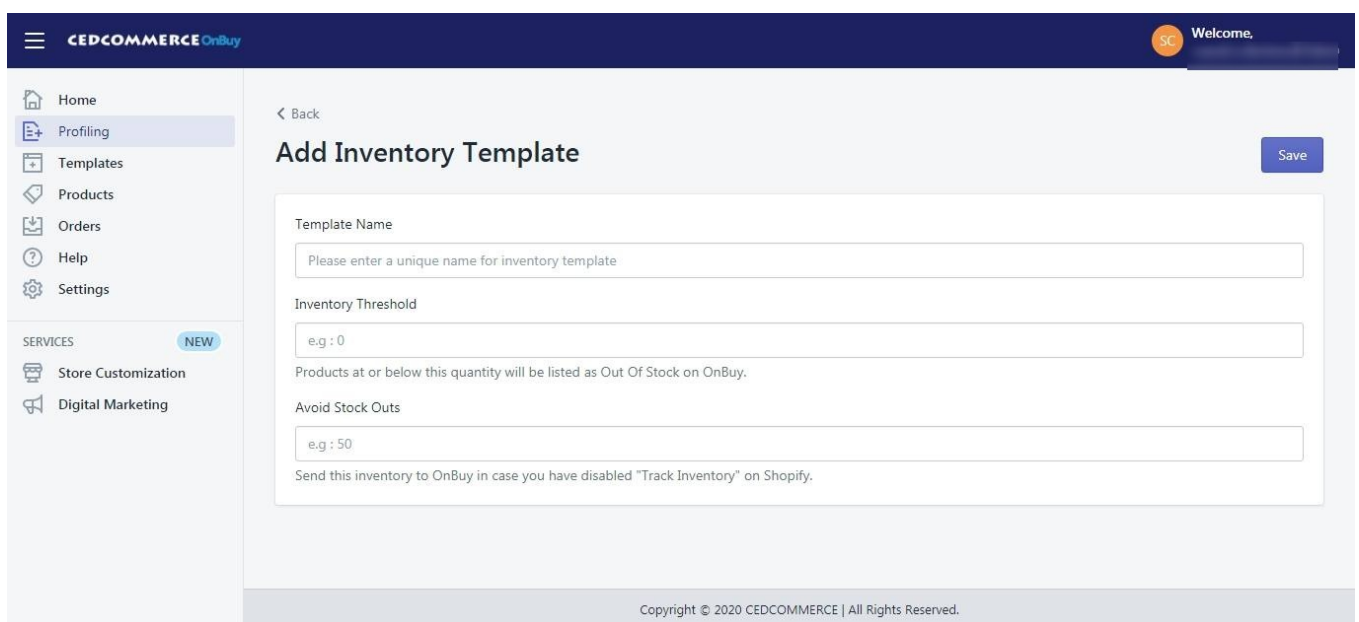 CEDCOMMERCE OnBuy
SC
Welcome,
Home
Profiling
Templates
Products
Orders
Help
Settings
SERVICES
NEW
Store Customization
Digital Marketing
Back
Add Inventory Template
Save
Template Name
Please enter a unique name for inventory template
Inventory Threshold
e.g : 0
Products at or below this quantity will be listed as Out Of Stock on OnBuy.
Avoid Stock Outs
e.g : 50
Send this inventory to OnBuy in case you have disabled "Track Inventory" on Shopify.
Copyright © 2020 CEDCOMMERCE | All Rights Reserved.